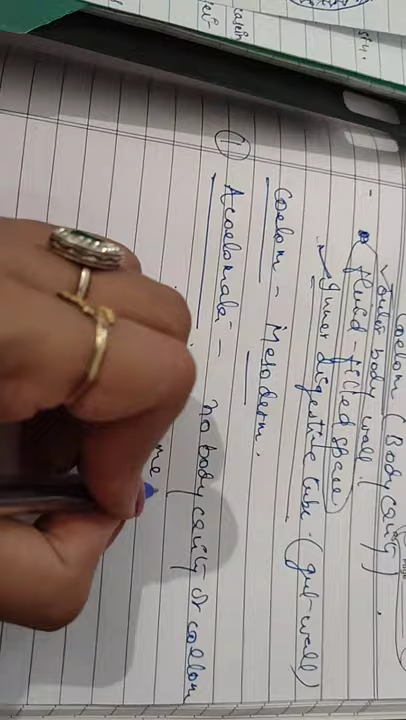 Coelom (Body cavity)
outer body wall.
fluid-filled space
Inner digestive tube. (gut-wall)
Coelom - Mesoderm.
① Acoelomate - no body cavity or coelom
me